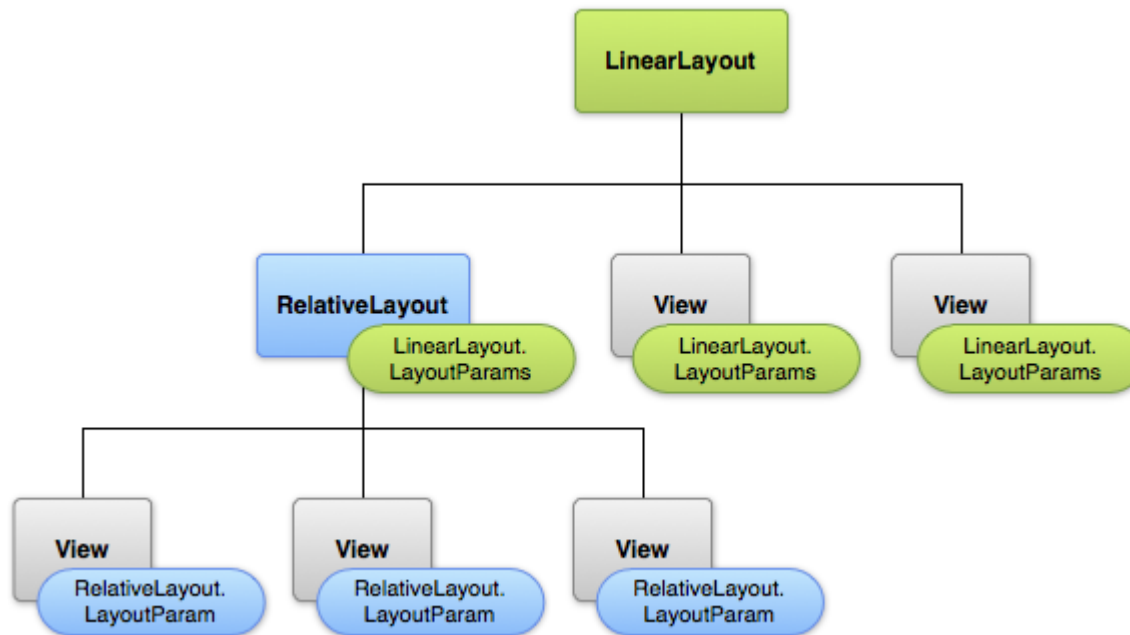 LinearLayout
RelativeLayout
LinearLayout.
LayoutParams
View
LinearLayout.
LayoutParams
View
LinearLayout.
LayoutParams
View
RelativeLayout.
LayoutParam
View
RelativeLayout.
LayoutParam
View
RelativeLayout.
LayoutParam